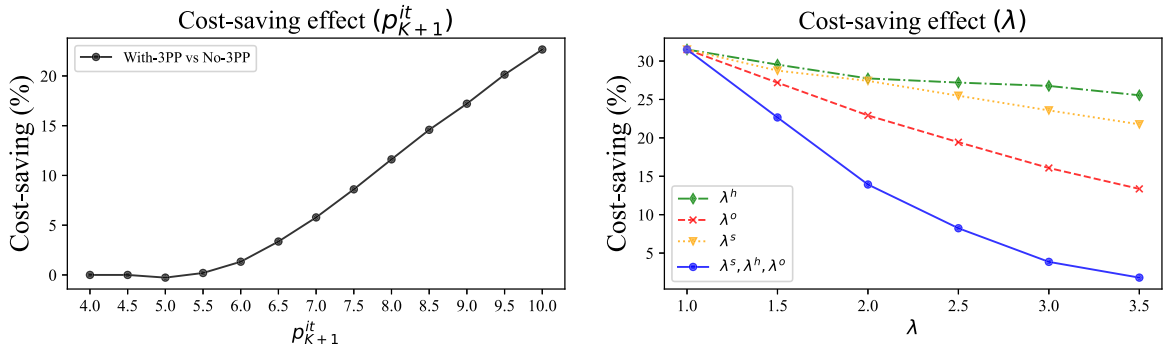 Cost-saving effect (p_{K+1}^{it})
Cost-saving (%)
20
15
10
5
0
With-3PP vs No-3PP
4.0 4.5 5.0 5.5 6.0 6.5 7.0 7.5 8.0 8.5 9.0 9.5 10.0
p_{K+1}^{it}
Cost-saving effect (λ)
Cost-saving (%)
30
25
20
15
10
5
λ^h
λ^o
λ^s
λ^s, λ^h, λ^o
1.0 1.5 2.0 2.5 3.0 3.5
λ